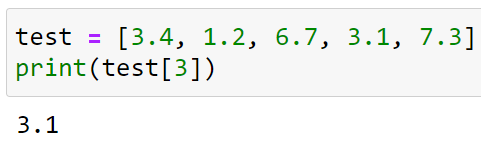 test = [3.4, 1.2, 6.7, 3.1, 7.3]
print(test[3])
3.1